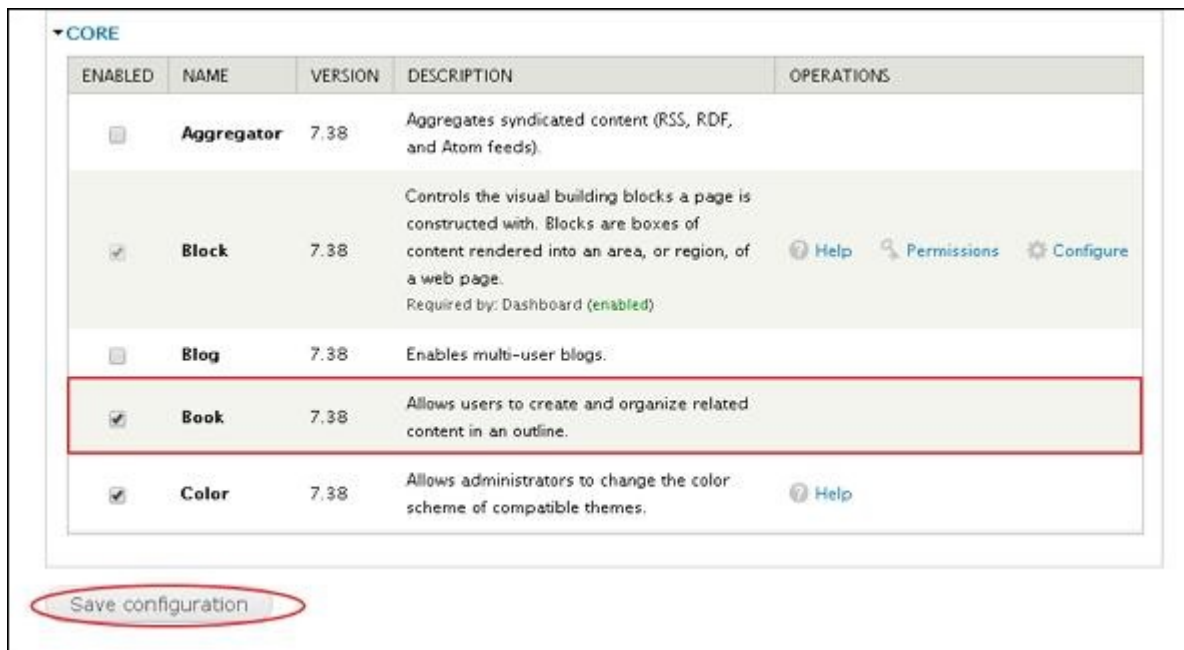 CORE
ENABLED NAME VERSION DESCRIPTION OPERATIONS
Aggregator 7.38 Aggregates syndicated content (RSS, RDF,
and Atom feeds).
Controls the visual building blocks a page is
constructed with. Blocks are boxes of
Block 7.38 content rendered into an area, or region, of Help Permissions Configure
a web page.
Required by: Dashboard (enabled)
Blog 7.38 Enables multi-user blogs.
Book 7.38 Allows users to create and organize related
content in an outline.
Color 7.38 Allows administrators to change the color
scheme of compatible themes. Help
Save configuration